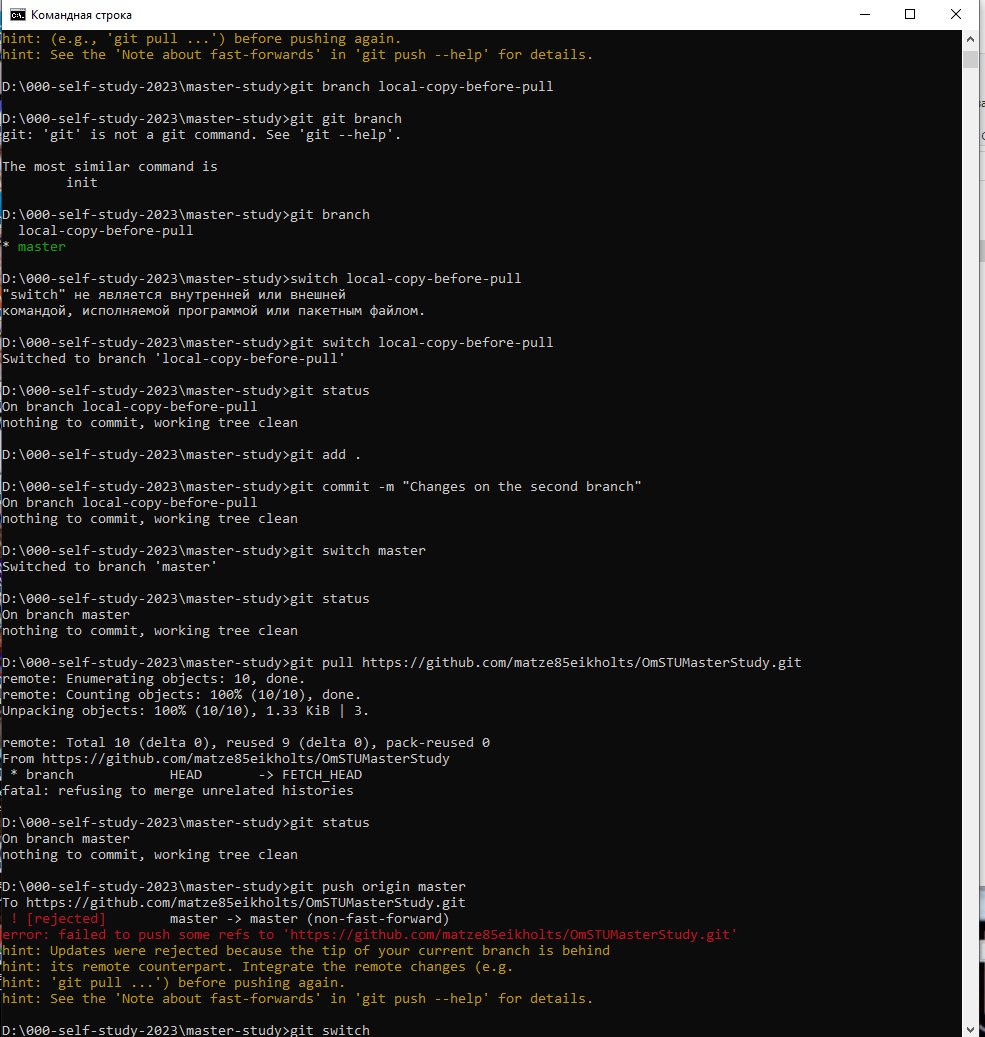 Командная строка
hint: (e.g., 'git pull ...') before pushing again.
hint: See the 'Note about fast-forwards' in 'git push --help' for details.
D:\000-self-study-2023\master-study>git branch local-copy-before-pull
D:\000-self-study-2023\master-study>git git branch
git: 'git' is not a git command. See 'git --help'.
The most similar command is
init
D:\000-self-study-2023\master-study>git branch
local-copy-before-pull
* master
D:\000-self-study-2023\master-study>switch local-copy-before-pull
"switch" не является внутренней или внешней
командой, исполняемой программой или пакетным файлом.
D:\000-self-study-2023\master-study>git switch local-copy-before-pull
Switched to branch 'local-copy-before-pull'
D:\000-self-study-2023\master-study>git status
On branch local-copy-before-pull
nothing to commit, working tree clean
D:\000-self-study-2023\master-study>git add .
D:\000-self-study-2023\master-study>git commit -m "Changes on the second branch"
On branch local-copy-before-pull
nothing to commit, working tree clean
D:\000-self-study-2023\master-study>git switch master
Switched to branch 'master'
D:\000-self-study-2023\master-study>git status
On branch master
nothing to commit, working tree clean
D:\000-self-study-2023\master-study>git pull https://github.com/matze85eikholts/OmSTUMasterStudy.git
remote: Enumerating objects: 10, done.
remote: Counting objects: 100% (10/10), done.
Unpacking objects: 100% (10/10), 1.33 KiB | 3.
remote: Total 10 (delta 0), reused 9 (delta 0), pack-reused 0
From https://github.com/matze85eikholts/OmSTUMasterStudy
* branch            HEAD       -> FETCH_HEAD
fatal: refusing to merge unrelated histories
D:\000-self-study-2023\master-study>git status
On branch master
nothing to commit, working tree clean
D:\000-self-study-2023\master-study>git push origin master
To https://github.com/matze85eikholts/OmSTUMasterStudy.git
! [rejected]        master -> master (non-fast-forward)
error: failed to push some refs to 'https://github.com/matze85eikholts/OmSTUMasterStudy.git'
hint: Updates were rejected because the tip of your current branch is behind
hint: its remote counterpart. Integrate the remote changes (e.g.
hint: 'git pull ...') before pushing again.
hint: See the 'Note about fast-forwards' in 'git push --help' for details.
D:\000-self-study-2023\master-study>git switch